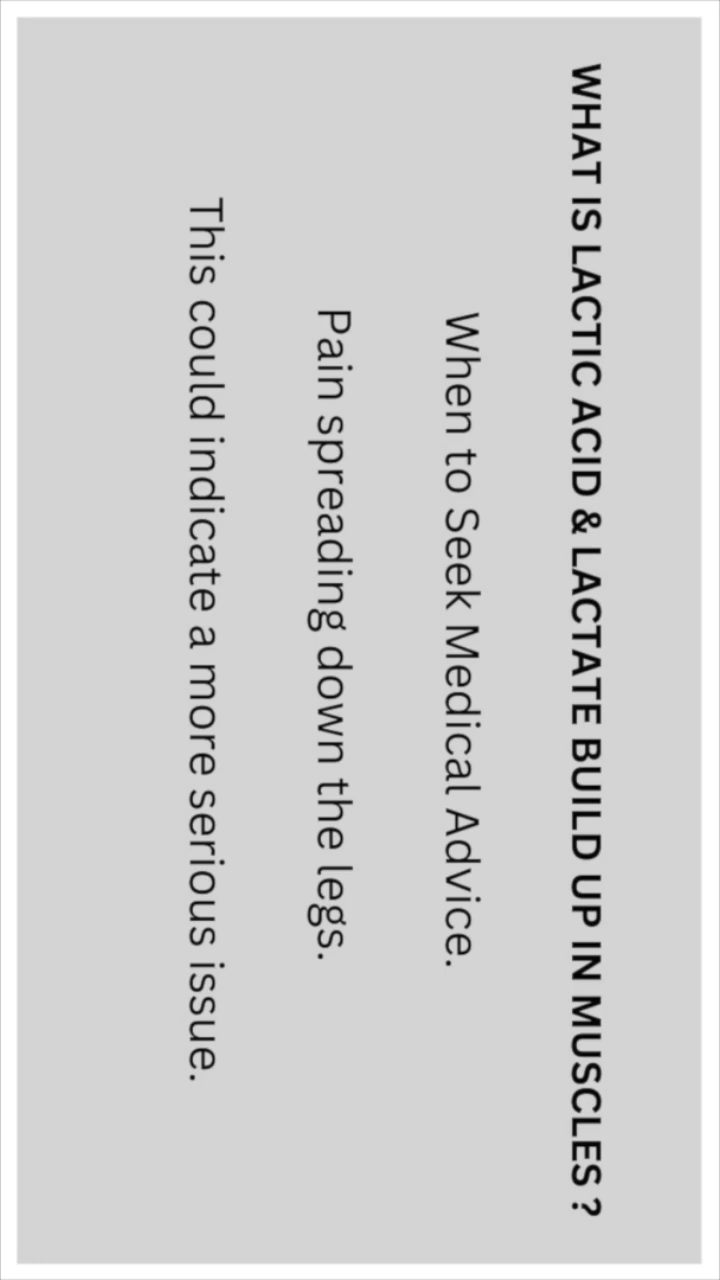 WHAT IS LACTIC ACID & LACTATE BUILD UP IN MUSCLES ?
When to Seek Medical Advice.
Pain spreading down the legs.
This could indicate a more serious issue.